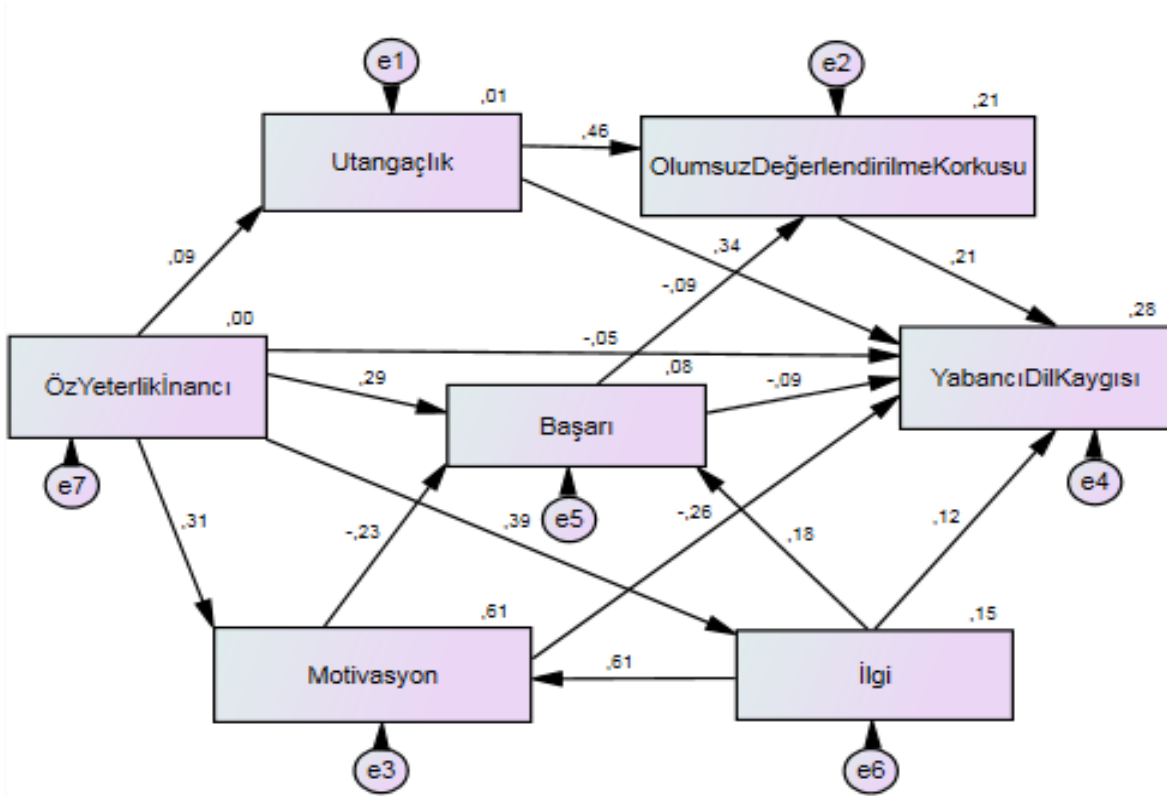 e1
e2
,01
,21
Utangaçlık
,46
OlumsuzDeğerlendirilmeKorkusu
,09
,34
,21
-,09
,00
,28
-,05
ÖzYeterlikİnancı
,29
,08
-,09
YabancıDilKaygısı
Başarı
e7
e5
e4
,31
-,23
,39
-,26
,18
,12
,61
,15
Motivasyon
,61
İlgi
e3
e6